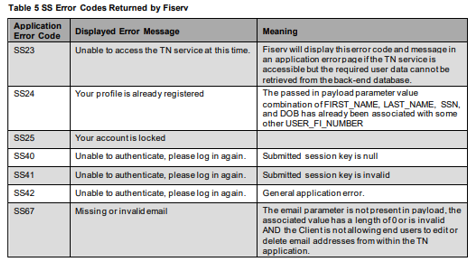 Table 5 SS Error Codes Returned by Fiserv
Application Error Code | Displayed Error Message | Meaning
SS23 | Unable to access the TN service at this time. | Fiserv will display this error code and message in
an application error page if the TN service is
accessible but the required user data cannot be
retrieved from the back-end database.
SS24 | Your profile is already registered | The passed in payload parameter value
combination of FIRST_NAME, LAST_NAME, SSN,
and DOB has already been associated with some
other USER_FI_NUMBER
SS25 | Your account is locked
SS40 | Unable to authenticate, please log in again. | Submitted session key is null
SS41 | Unable to authenticate, please log in again. | Submitted session key is invalid
SS42 | Unable to authenticate, please log in again. | General application error.
SS67 | Missing or invalid email | The email parameter is not present in payload, the
associated value has a length of 0 or is invalid
AND the Client is not allowing end users to edit or
delete email addresses from within the TN
application.